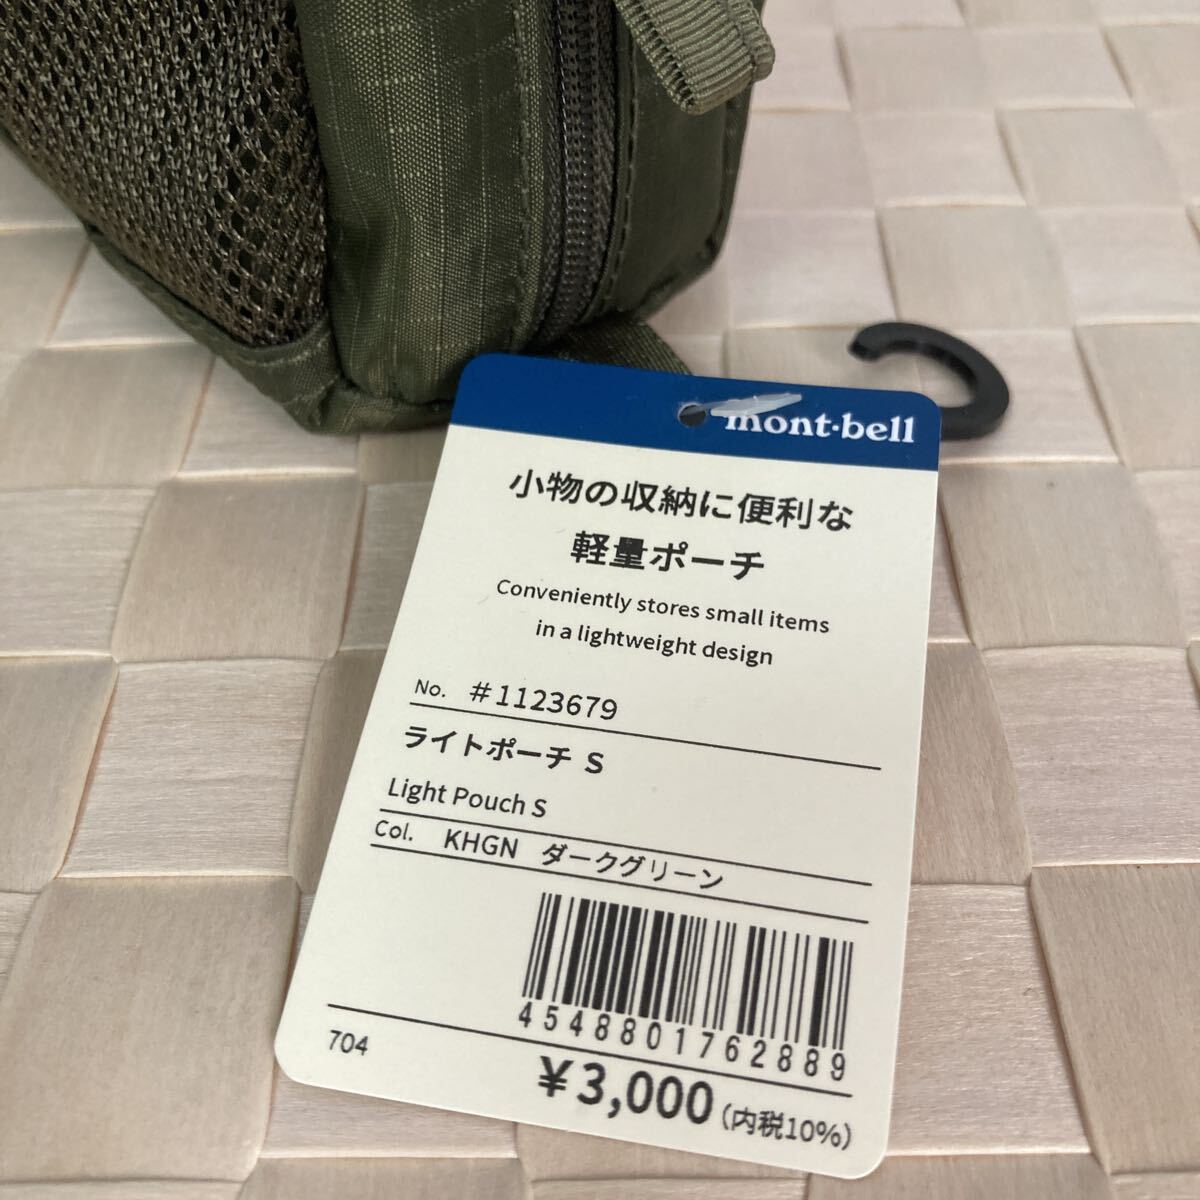 mont-bell
小物の収納に便利な
軽量ポーチ
Conveniently stores small items
in a lightweight design
No. #1123679
ライトポーチ S
Light Pouch S
Col. KHGN ダークグリーン
4548801762889
704
¥3,000(内税10%)